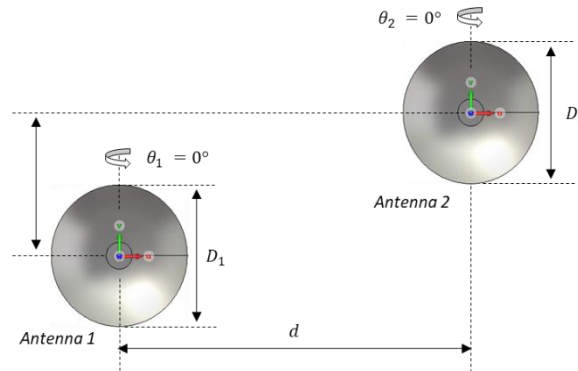 θ₂ = 0°
v
w
u
D
Antenna 2
θ₁ = 0°
v
w
u
D₁
Antenna 1
d